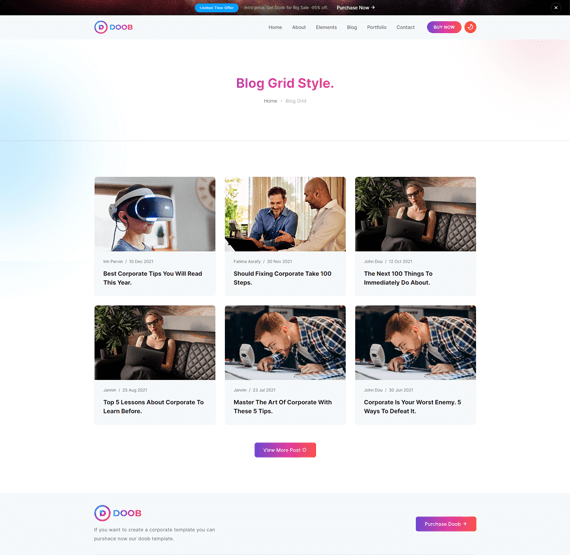 Limited Time Offer
Intro price. Get Doob for Big Sale -95% off.
Purchase Now →
DOOB
Home
About
Elements
Blog
Portfolio
Contact
BUY NOW
Blog Grid Style.
Home
Blog Grid
Irin Pervin / 10 Dec 2021
Best Corporate Tips You Will Read
This Year.
Fatima Asrafy / 30 Nov 2021
Should Fixing Corporate Take 100
Steps.
John Dou / 12 Oct 2021
The Next 100 Things To
Immediately Do About.
Jannin / 25 Aug 2021
Top 5 Lessons About Corporate To
Learn Before.
Jannin / 23 Jul 2021
Master The Art Of Corporate With
These 5 Tips.
John Dou / 30 Jun 2021
Corporate Is Your Worst Enemy. 5
Ways To Defeat It.
View More Post
DOOB
If you want to create a corporate template you can
purshace now our doob template.
Purchase Doob →